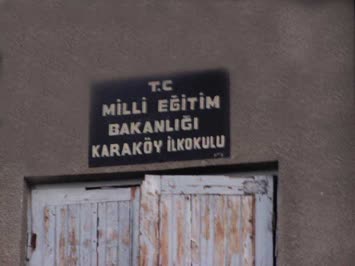 T.C
MİLLİ EĞİTİM
BAKANLIĞI
KARAKÖY İLKOKULU